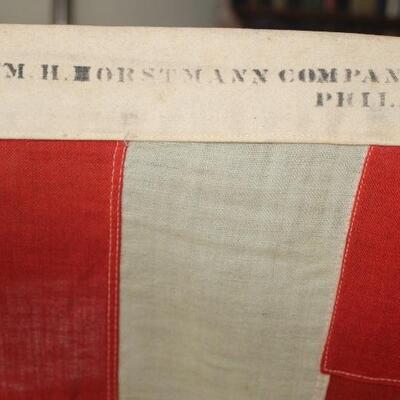 M. H. HORSTMANN COMPAN
PHIL